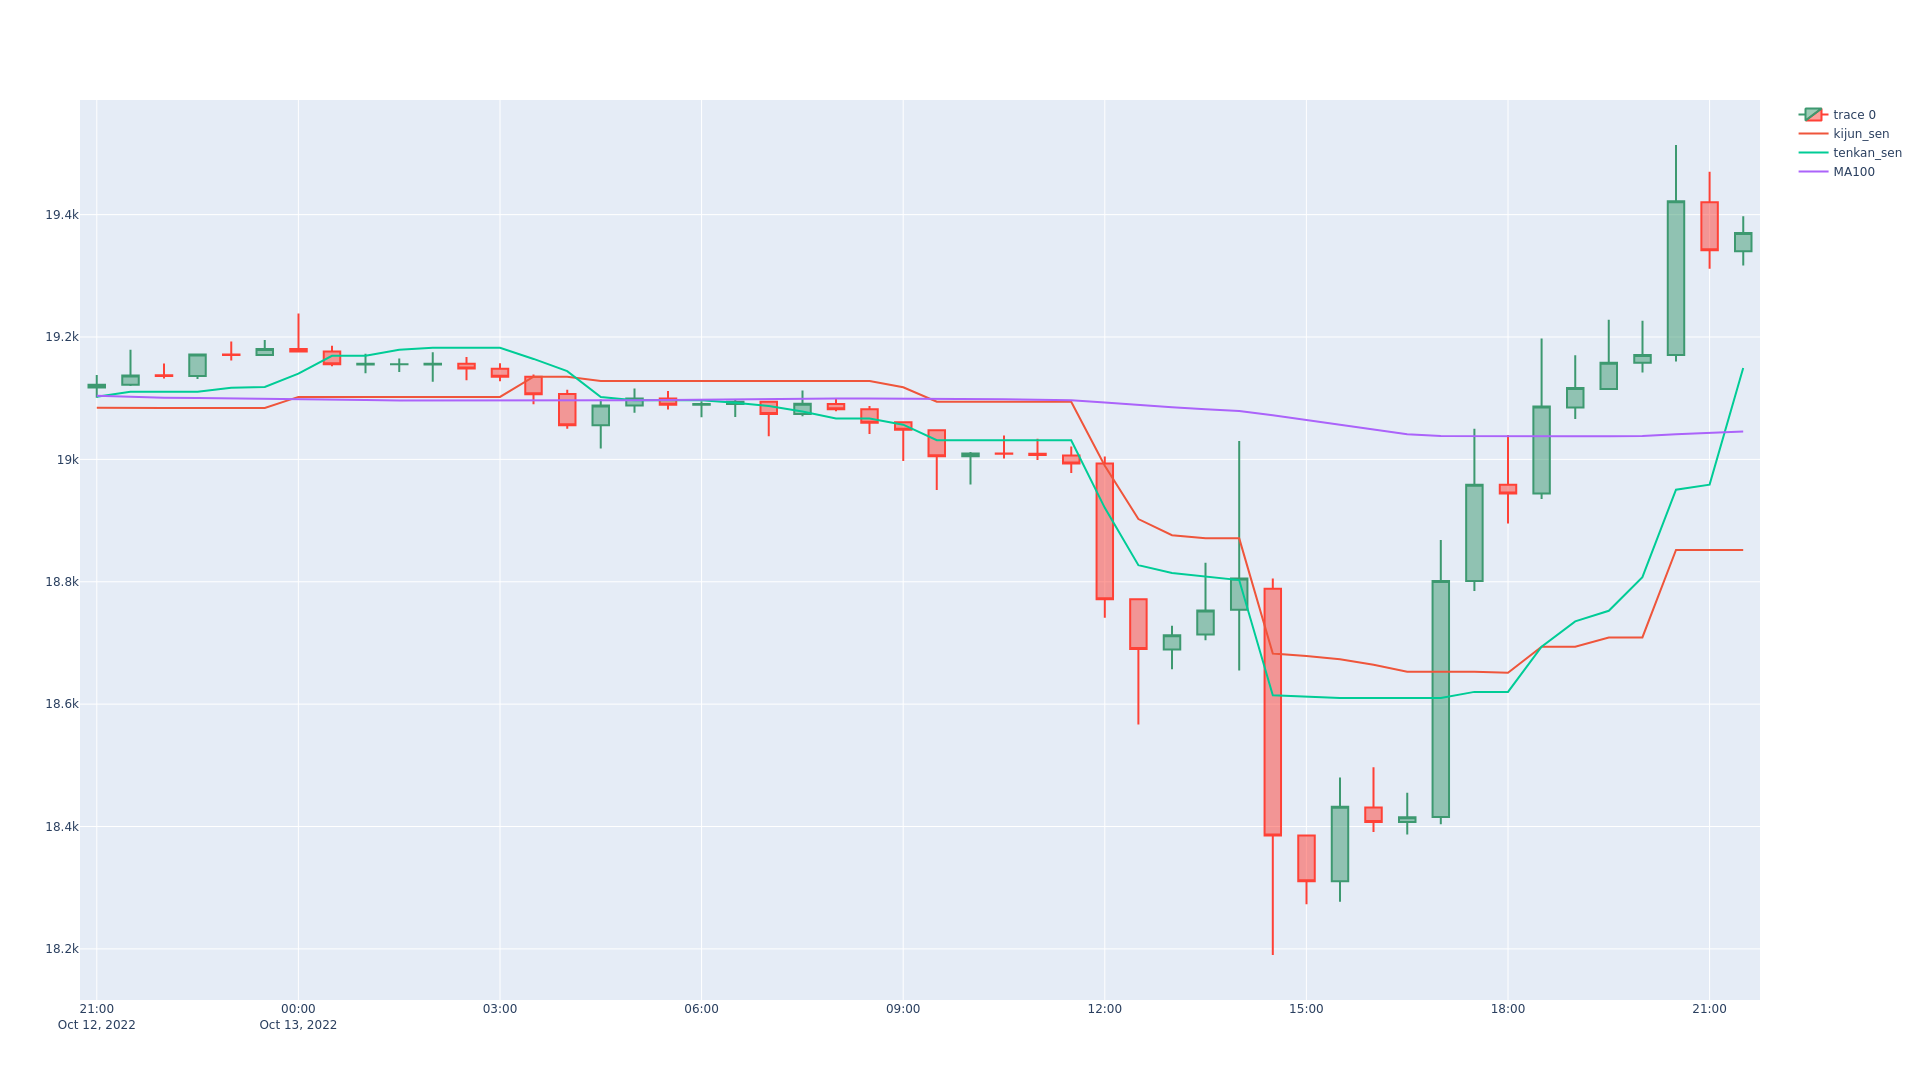 trace 0
kijun_sen
tenkan_sen
MA100
19.4k
19.2k
19k
18.8k
18.6k
18.4k
18.2k
21:00 00:00 03:00 06:00 09:00 12:00 15:00 18:00 21:00
Oct 12, 2022 Oct 13, 2022